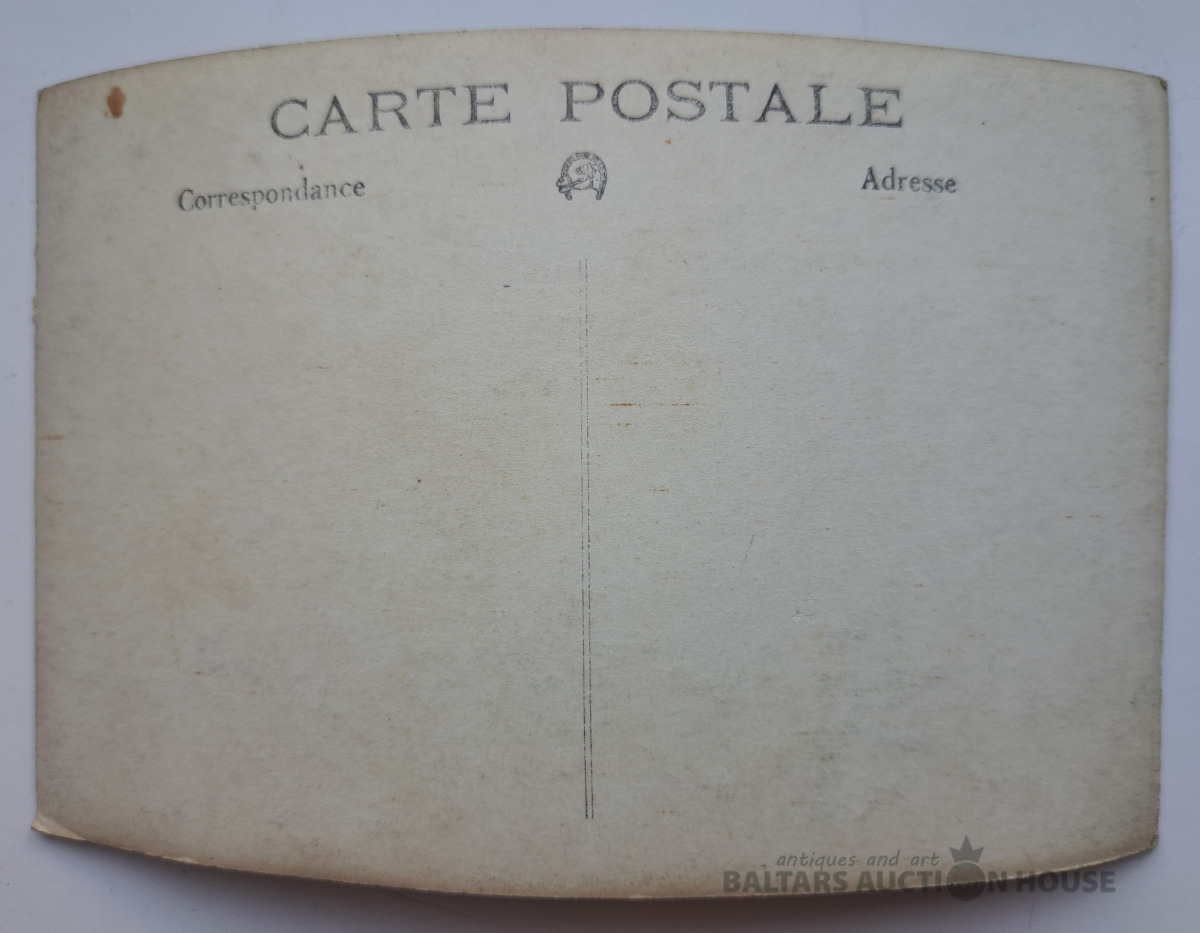 CARTE POSTALE
Correspondance
Adresse
antiques and art
BALTARS AUCTION HOUSE